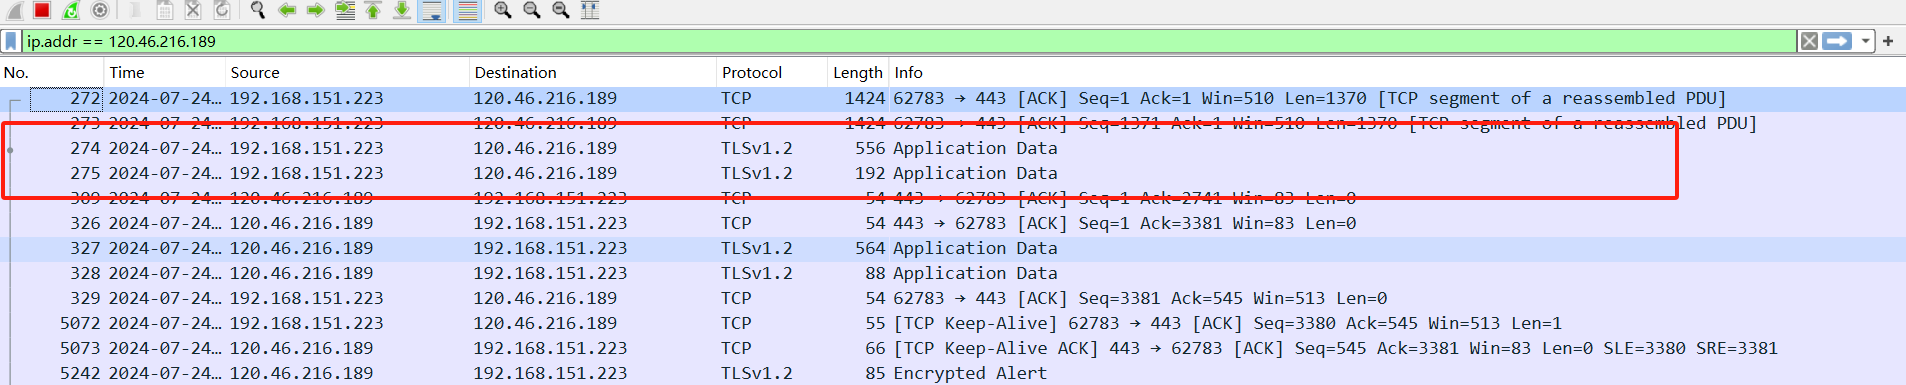 ip.addr == 120.46.216.189
No. Time Source Destination Protocol Length Info
272 2024-07-24… 192.168.151.223 120.46.216.189 TCP 1424 62783 → 443 [ACK] Seq=1 Ack=1 Win=510 Len=1370 [TCP segment of a reassembled PDU]
273 2024-07-24… 192.168.151.223 120.46.216.189 TCP 1424 62783 → 443 [ACK] Seq=1371 Ack=1 Win=510 Len=1370 [TCP segment of a reassembled PDU]
274 2024-07-24… 192.168.151.223 120.46.216.189 TLSv1.2 556 Application Data
275 2024-07-24… 192.168.151.223 120.46.216.189 TLSv1.2 192 Application Data
309 2024-07-24… 120.46.216.189 192.168.151.223 TCP 54 443 → 62783 [ACK] Seq=1 Ack=2741 Win=83 Len=0
326 2024-07-24… 120.46.216.189 192.168.151.223 TCP 54 443 → 62783 [ACK] Seq=1 Ack=3381 Win=83 Len=0
327 2024-07-24… 120.46.216.189 192.168.151.223 TLSv1.2 564 Application Data
328 2024-07-24… 120.46.216.189 192.168.151.223 TLSv1.2 88 Application Data
329 2024-07-24… 192.168.151.223 120.46.216.189 TCP 54 62783 → 443 [ACK] Seq=3381 Ack=545 Win=513 Len=0
5072 2024-07-24… 192.168.151.223 120.46.216.189 TCP 55 [TCP Keep-Alive] 62783 → 443 [ACK] Seq=3380 Ack=545 Win=513 Len=1
5073 2024-07-24… 120.46.216.189 192.168.151.223 TCP 66 [TCP Keep-Alive ACK] 443 → 62783 [ACK] Seq=545 Ack=3381 Win=83 Len=0 SLE=3380 SRE=3381
5242 2024-07-24… 120.46.216.189 192.168.151.223 TLSv1.2 85 Encrypted Alert